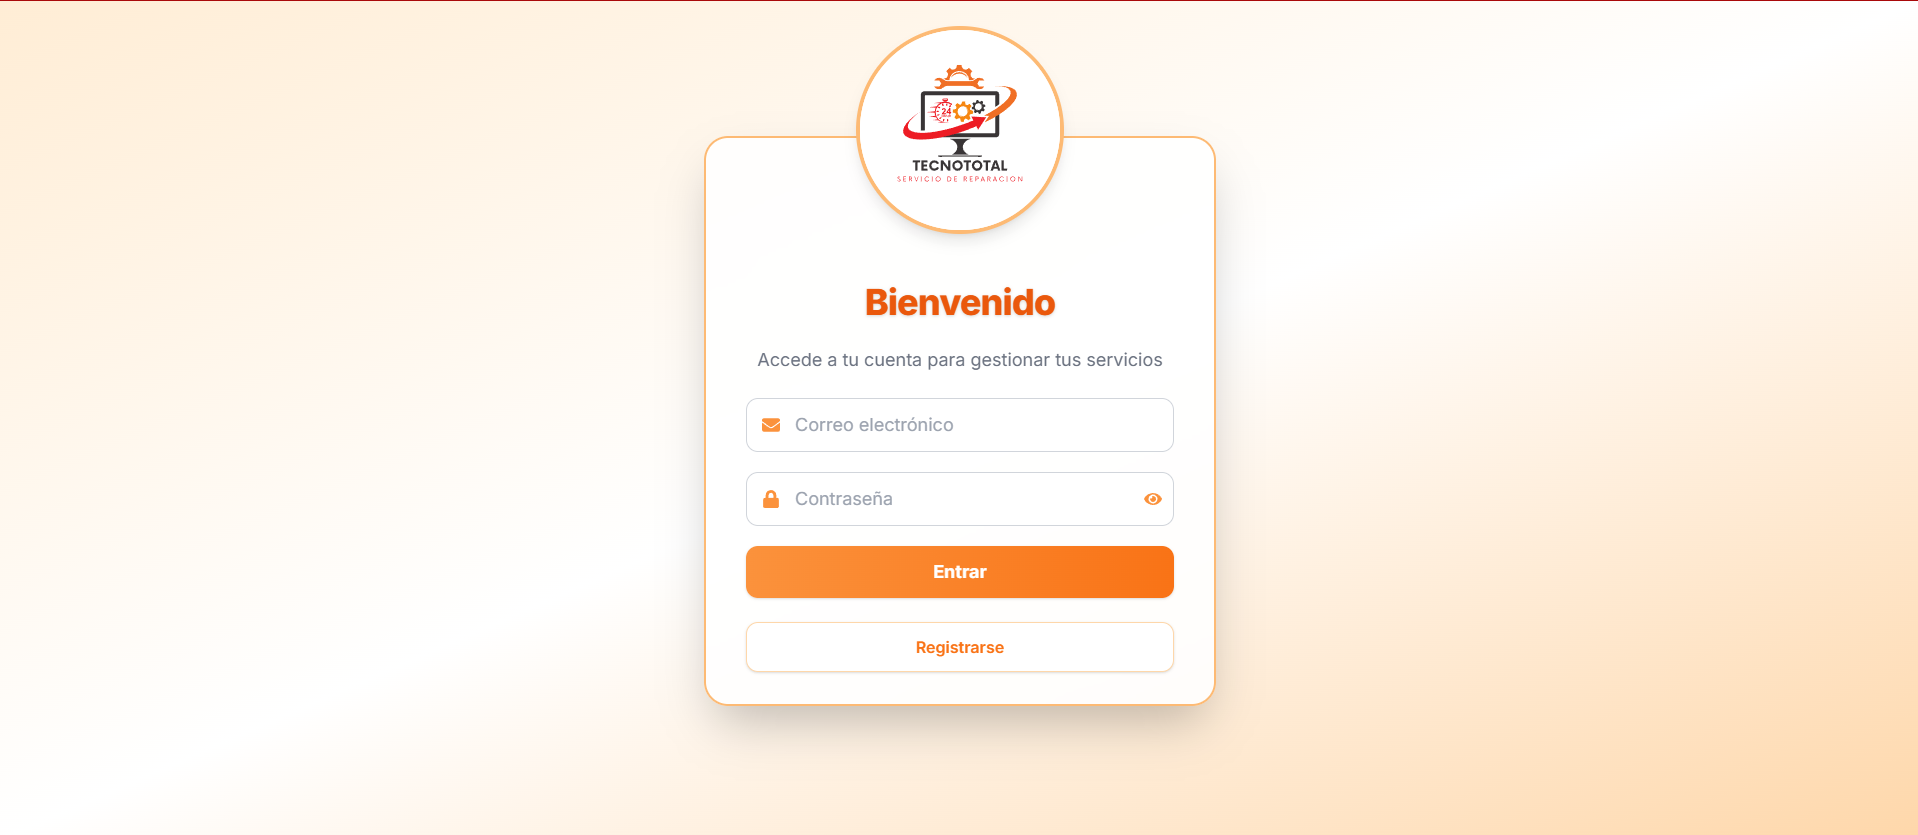 24
TECNOTOTAL
SERVICIO DE REPARACION
Bienvenido
Accede a tu cuenta para gestionar tus servicios
Correo electrónico
Contraseña
Entrar
Registrarse